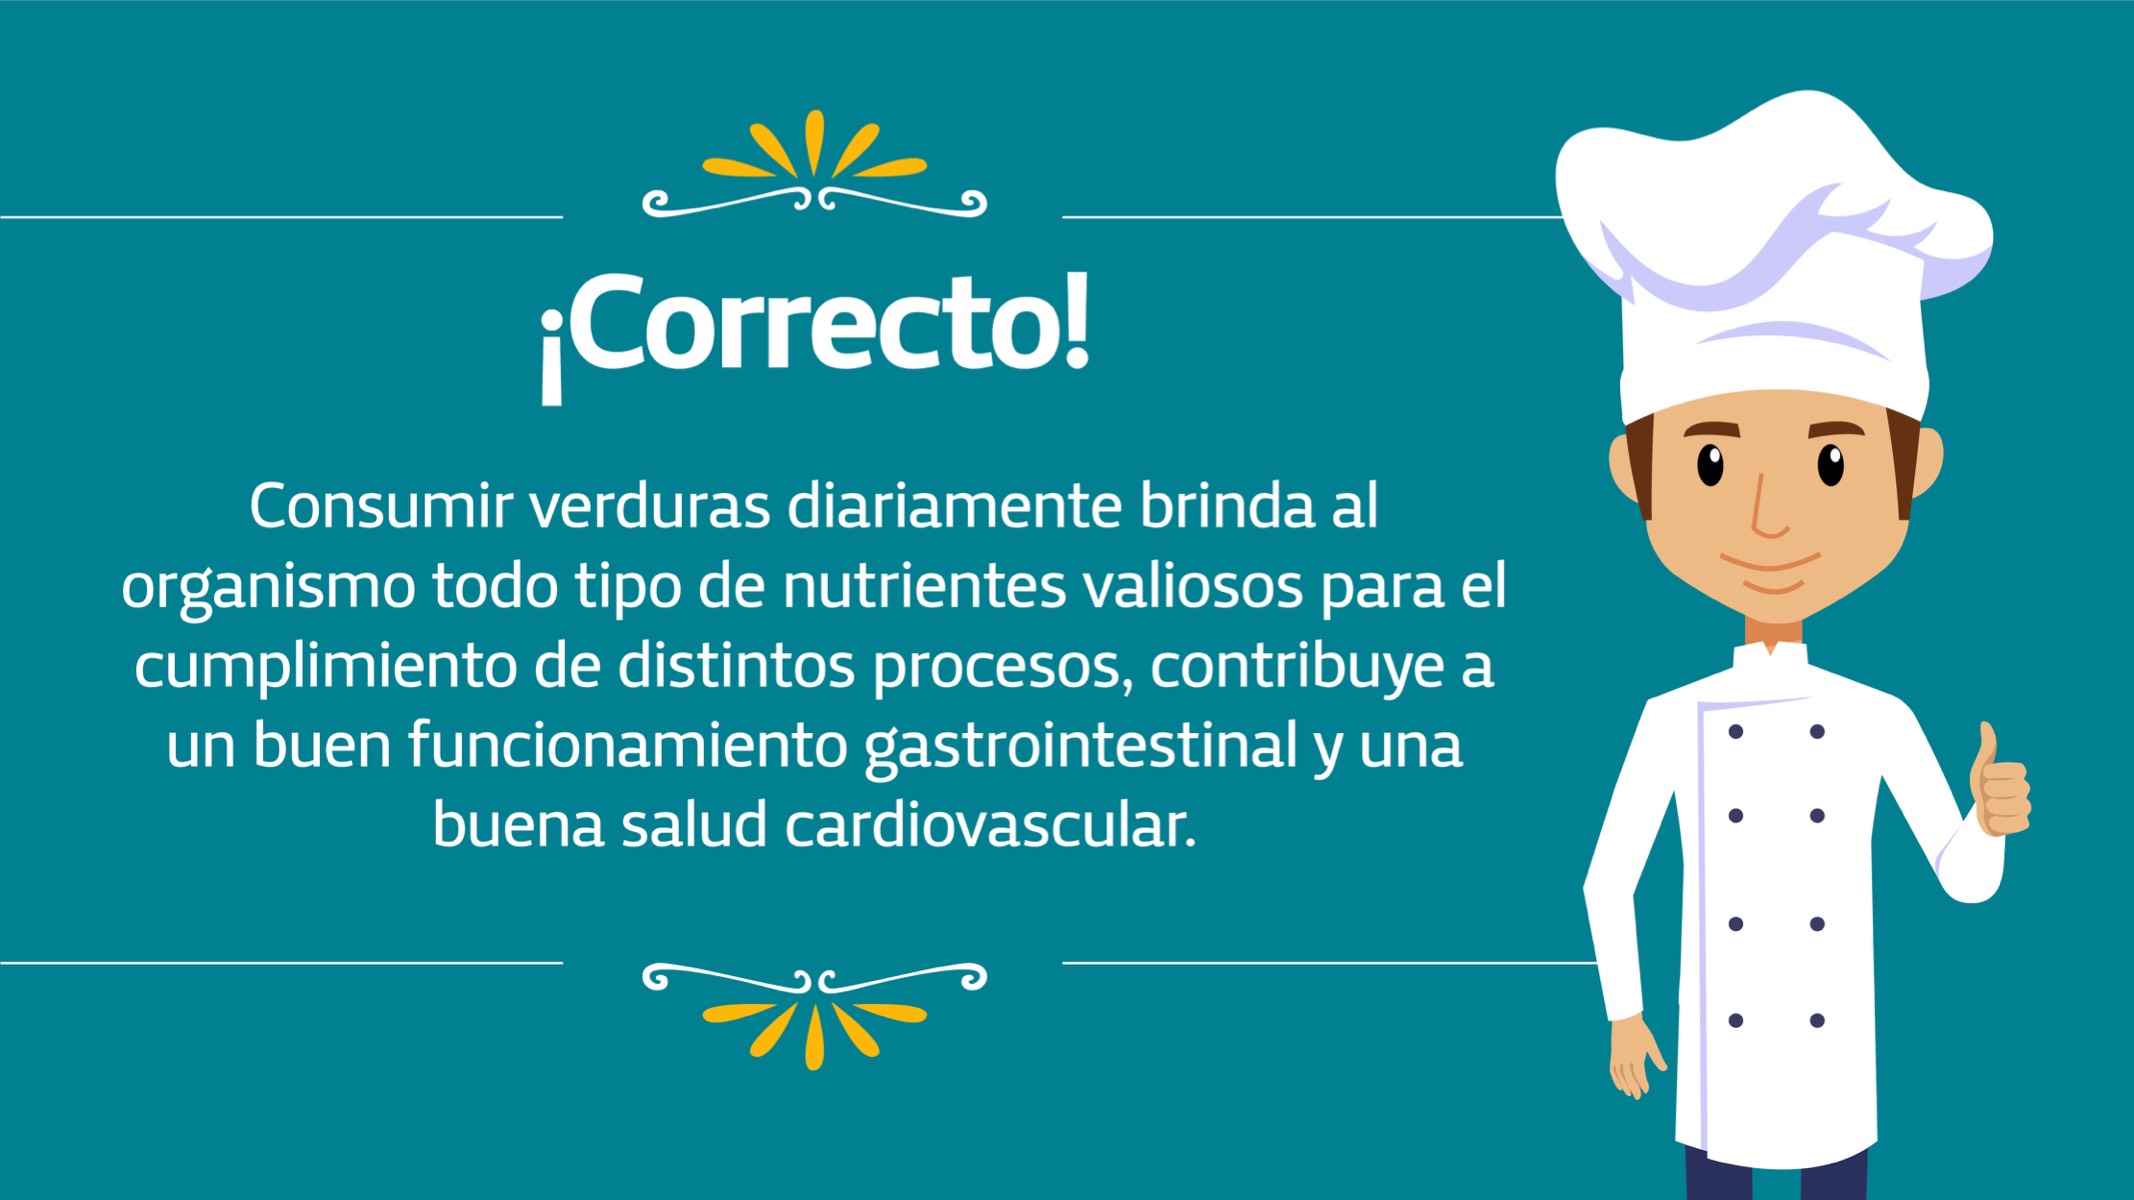 ¡Correcto!
Consumir verduras diariamente brinda al
organismo todo tipo de nutrientes valiosos para el
cumplimiento de distintos procesos, contribuye a
un buen funcionamiento gastrointestinal y una
buena salud cardiovascular.